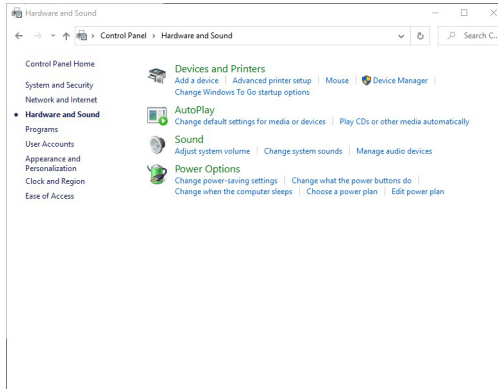 Hardware and Sound
Control Panel › Hardware and Sound
Search C...
Control Panel Home
System and Security
Network and Internet
Hardware and Sound
Programs
User Accounts
Appearance and
Personalization
Clock and Region
Ease of Access
Devices and Printers
Add a device | Advanced printer setup | Mouse | Device Manager |
Change Windows To Go startup options
AutoPlay
Change default settings for media or devices | Play CDs or other media automatically
Sound
Adjust system volume | Change system sounds | Manage audio devices
Power Options
Change power-saving settings | Change what the power buttons do |
Change when the computer sleeps | Choose a power plan | Edit power plan